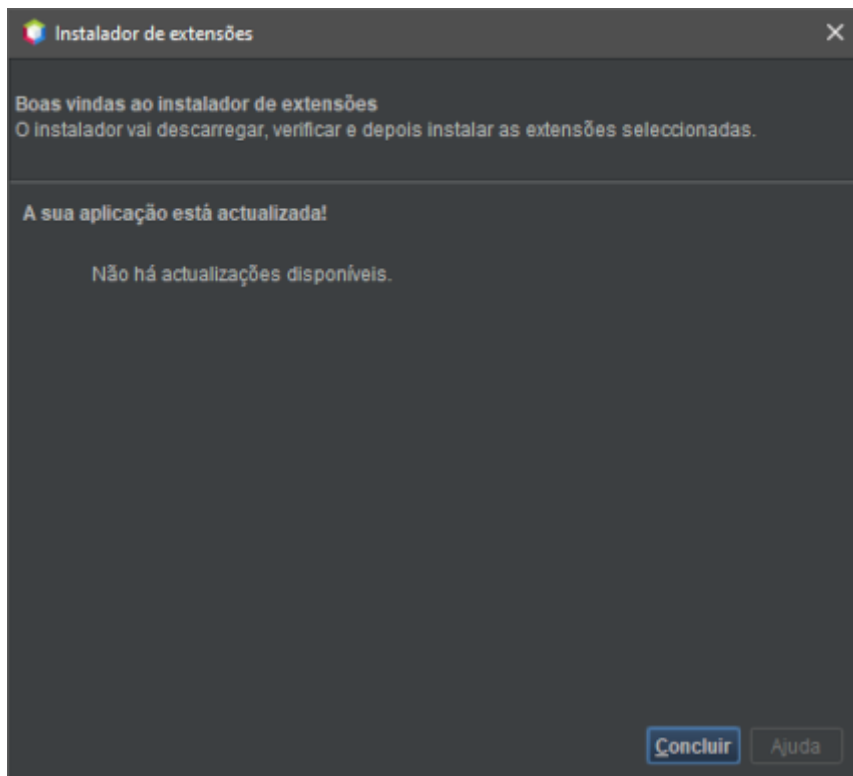 Instalador de extensões
Boas vindas ao instalador de extensões
O instalador vai descarregar, verificar e depois instalar as extensões seleccionadas.
A sua aplicação está actualizada!
Não há actualizações disponíveis.
Concluir Ajuda